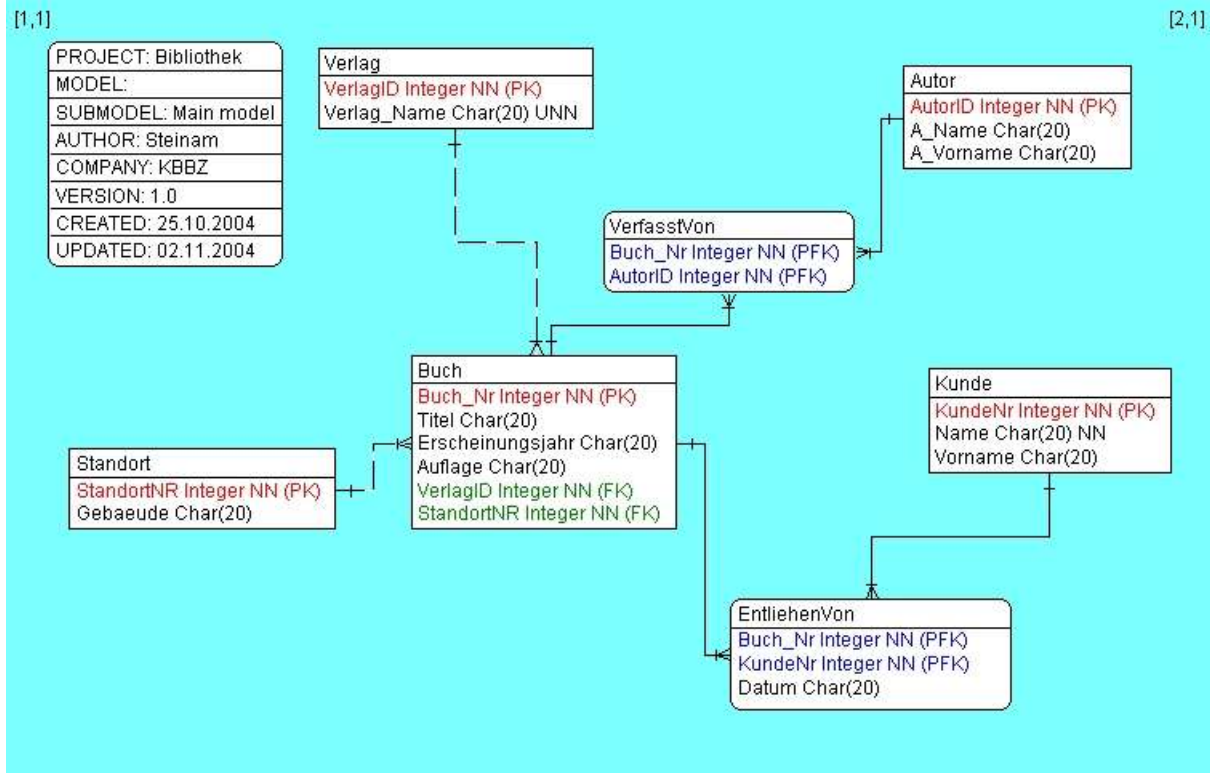 [1,1]
[2,1]
PROJECT: Bibliothek
MODEL:
SUBMODEL: Main model
AUTHOR: Steinam
COMPANY: KBBZ
VERSION: 1.0
CREATED: 25.10.2004
UPDATED: 02.11.2004
Verlag
VerlagID Integer NN (PK)
Verlag_Name Char(20) UNN
Autor
AutorID Integer NN (PK)
A_Name Char(20)
A_Vorname Char(20)
VerfasstVon
Buch_Nr Integer NN (PFK)
AutorID Integer NN (PFK)
Buch
Buch_Nr Integer NN (PK)
Titel Char(20)
Erscheinungsjahr Char(20)
Auflage Char(20)
VerlagID Integer NN (FK)
StandortNR Integer NN (FK)
Kunde
KundeNr Integer NN (PK)
Name Char(20) NN
Vorname Char(20)
Standort
StandortNR Integer NN (PK)
Gebaeude Char(20)
EntliehenVon
Buch_Nr Integer NN (PFK)
KundeNr Integer NN (PFK)
Datum Char(20)